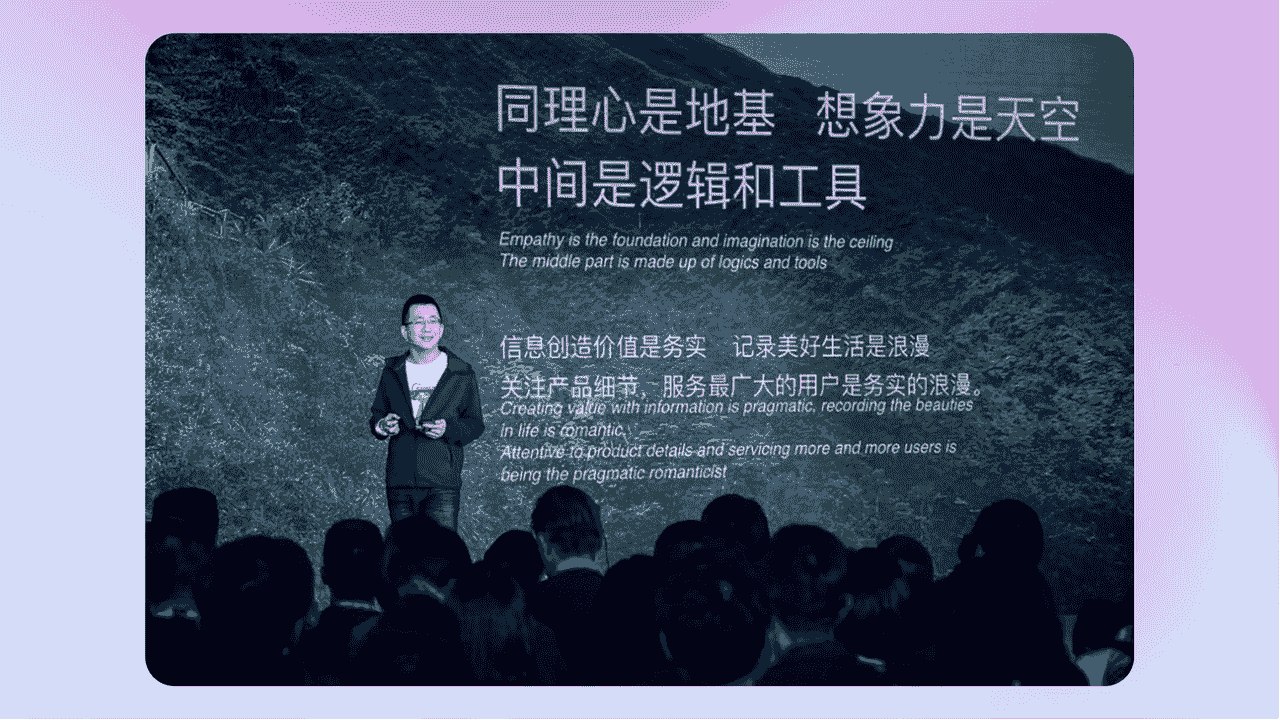 同理心是地基 想象力是天空
中间是逻辑和工具
Empathy is the foundation and imagination is the ceiling
The middle part is made up of logics and tools
信息创造价值是务实 记录美好生活是浪漫
关注产品细节，服务最广大的用户是务实的浪漫。
Creating value with information is pragmatic, recording the beauties
in life is romantic.
Attentive to product details and servicing more and more users is
being the pragmatic romanticist